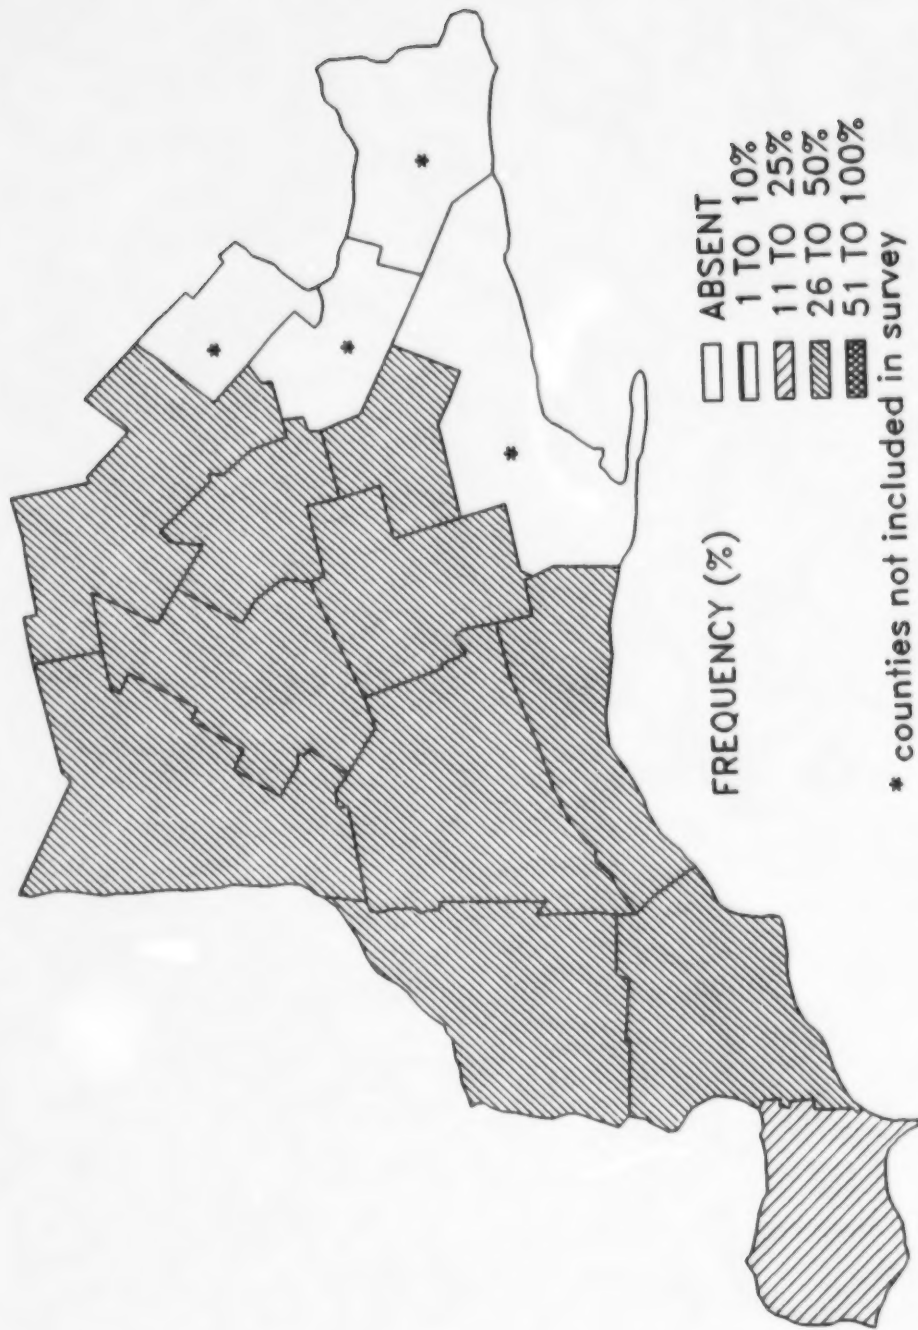 *
*
*
*
FREQUENCY (%)
ABSENT
1 TO 10%
11 TO 25%
26 TO 50%
51 TO 100%
* counties not included in survey